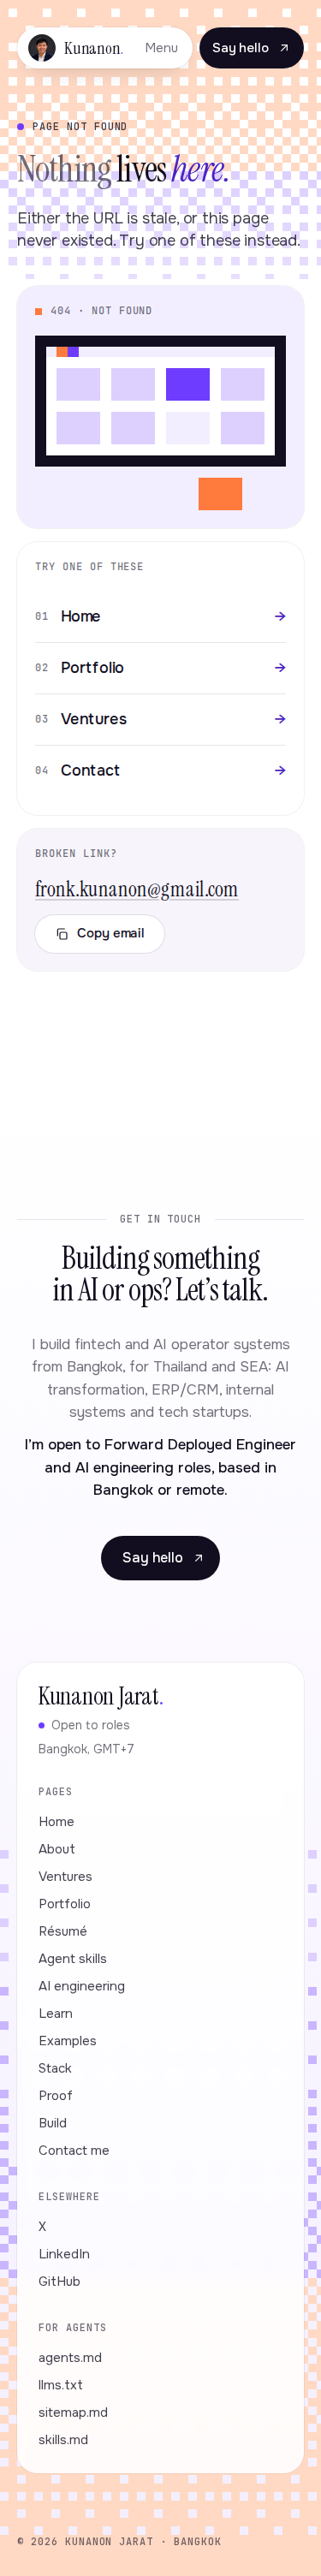 Kunanon.
Menu
Say hello
PAGE NOT FOUND
Nothing lives here.
Either the URL is stale, or this page
never existed. Try one of these instead.
404 · NOT FOUND
TRY ONE OF THESE
01 Home
02 Portfolio
03 Ventures
04 Contact
BROKEN LINK?
fronk.kunanon@gmail.com
Copy email
GET IN TOUCH
Building something
in AI or ops? Let's talk.
I build fintech and AI operator systems
from Bangkok, for Thailand and SEA: AI
transformation, ERP/CRM, internal
systems and tech startups.
I'm open to Forward Deployed Engineer
and AI engineering roles, based in
Bangkok or remote.
Say hello
Kunanon Jarat.
Open to roles
Bangkok, GMT+7
PAGES
Home
About
Ventures
Portfolio
Résumé
Agent skills
AI engineering
Learn
Examples
Stack
Proof
Build
Contact me
ELSEWHERE
X
LinkedIn
GitHub
FOR AGENTS
agents.md
llms.txt
sitemap.md
skills.md
© 2026 KUNANON JARAT · BANGKOK